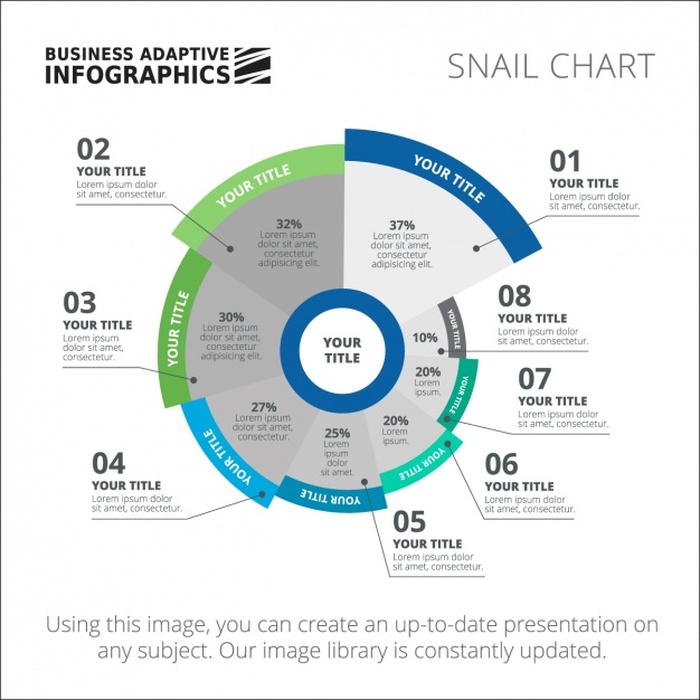 BUSINESS ADAPTIVE
INFOGRAPHICS
SNAIL CHART
01
YOUR TITLE
Lorem ipsum dolor
sit amet, consectetur.
02
YOUR TITLE
Lorem ipsum dolor
sit amet, consectetur.
03
YOUR TITLE
Lorem ipsum dolor
sit amet,
consectetur.
04
YOUR TITLE
Lorem ipsum dolor
sit amet, consectetur.
05
YOUR TITLE
Lorem ipsum dolor
sit amet, consectetur.
06
YOUR TITLE
Lorem ipsum dolor
sit amet, consectetur.
07
YOUR TITLE
Lorem ipsum dolor
sit amet, consectetur.
08
YOUR TITLE
Lorem ipsum dolor
sit amet, consectetur.
YOUR TITLE
37%
Lorem ipsum
dolor sit amet,
consectetur
adipisicing elit.
YOUR TITLE
32%
Lorem ipsum
dolor sit amet,
consectetur
adipisicing elit.
YOUR TITLE
30%
Lorem ipsum
dolor sit amet,
consectetur
adipisicing elit.
YOUR TITLE
27%
Lorem ipsum
dolor sit amet,
consectetur.
YOUR TITLE
25%
Lorem
ipsum
dolor
sit amet.
YOUR TITLE
20%
Lorem
ipsum.
YOUR TITLE
20%
Lorem
ipsum.
YOUR TITLE
10%
YOUR
TITLE
Using this image, you can create an up-to-date presentation on
any subject. Our image library is constantly updated.